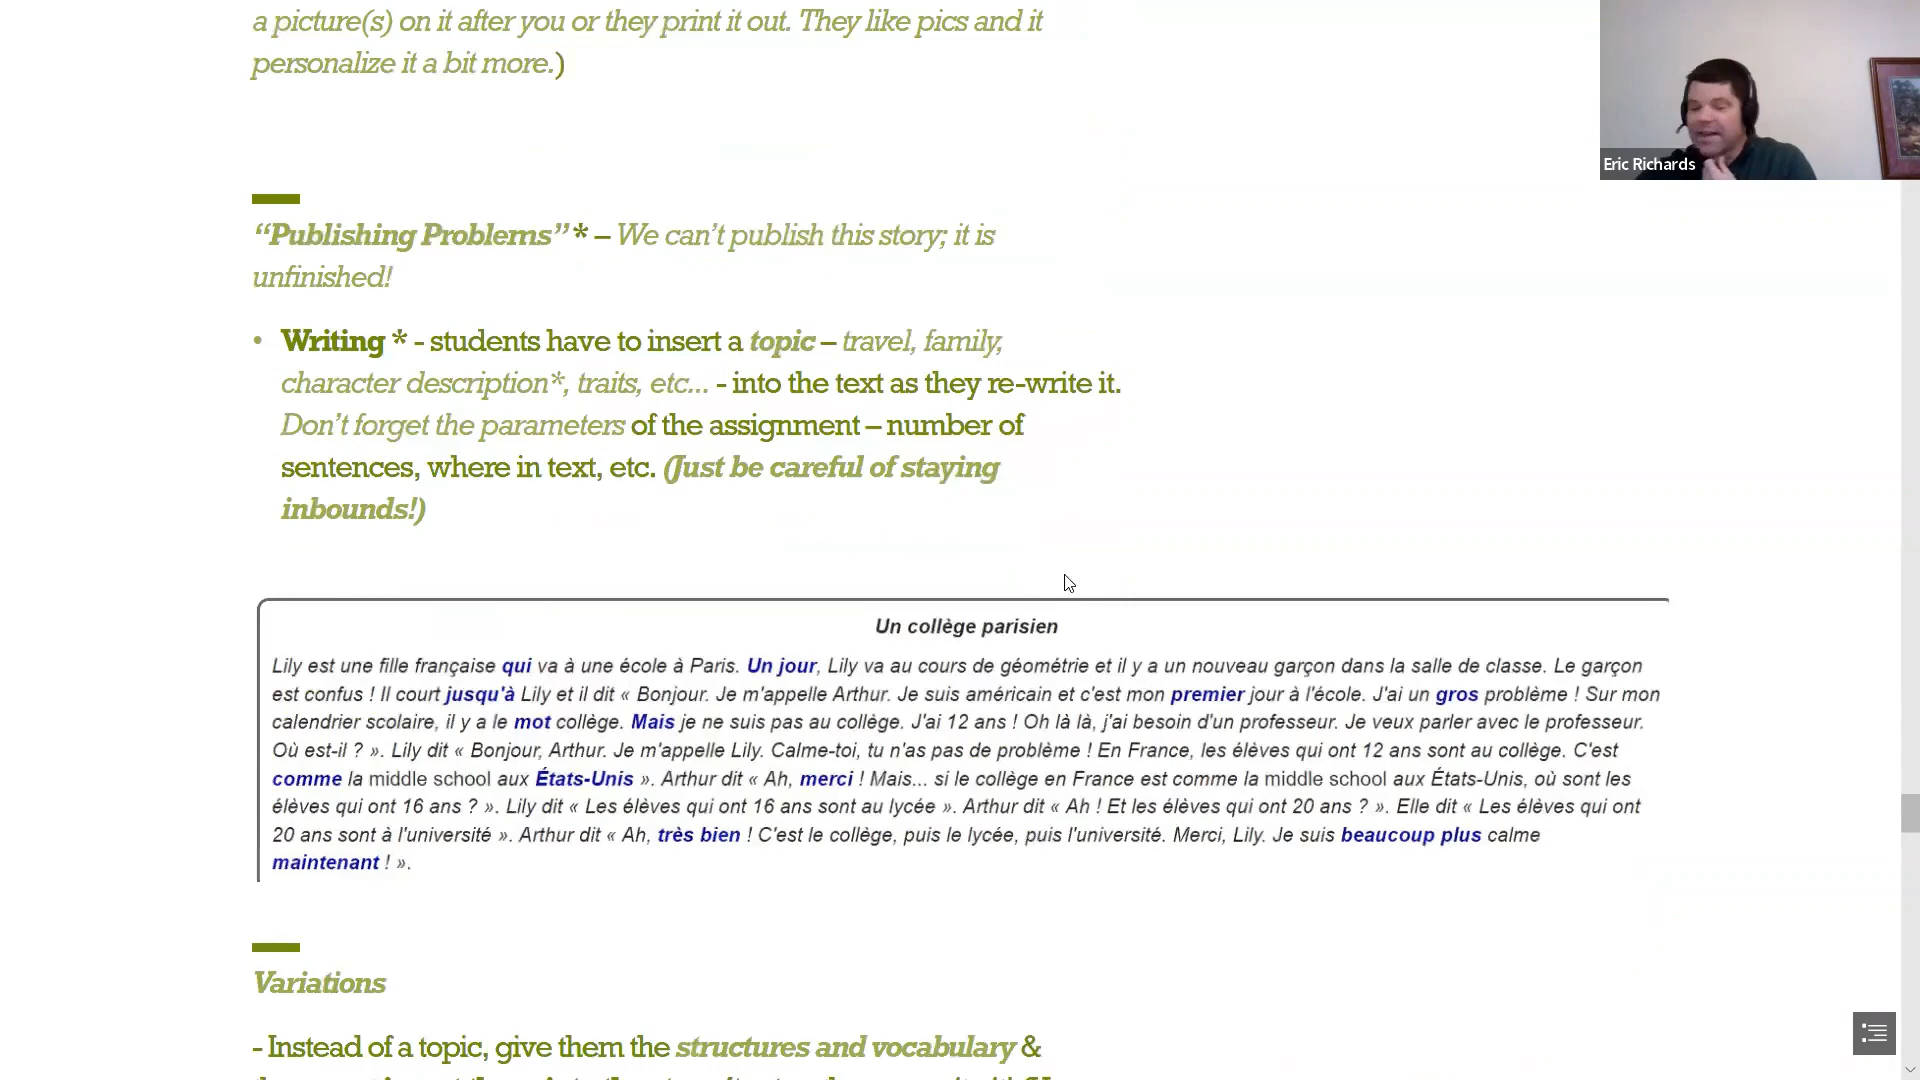 a picture(s) on it after you or they print it out. They like pics and it
personalize it a bit more.)
Eric Richards
“Publishing Problems” * – We can’t publish this story; it is
unfinished!
• Writing * - students have to insert a topic – travel, family,
character description*, traits, etc… - into the text as they re-write it.
Don’t forget the parameters of the assignment – number of
sentences, where in text, etc. (Just be careful of staying
inbounds!)
Un collège parisien
Lily est une fille française qui va à une école à Paris. Un jour, Lily va au cours de géométrie et il y a un nouveau garçon dans la salle de classe. Le garçon
est confus ! Il court jusqu'à Lily et il dit « Bonjour. Je m'appelle Arthur. Je suis américain et c'est mon premier jour à l'école. J'ai un gros problème ! Sur mon
calendrier scolaire, il y a le mot collège. Mais je ne suis pas au collège. J'ai 12 ans ! Oh là là, j'ai besoin d'un professeur. Je veux parler avec le professeur.
Où est-il ? ». Lily dit « Bonjour, Arthur. Je m'appelle Lily. Calme-toi, tu n'as pas de problème ! En France, les élèves qui ont 12 ans sont au collège. C'est
comme la middle school aux États-Unis ». Arthur dit « Ah, merci ! Mais... si le collège en France est comme la middle school aux États-Unis, où sont les
élèves qui ont 16 ans ? ». Lily dit « Les élèves qui ont 16 ans sont au lycée ». Arthur dit « Ah ! Et les élèves qui ont 20 ans ? ». Elle dit « Les élèves qui ont
20 ans sont à l'université ». Arthur dit « Ah, très bien ! C'est le collège, puis le lycée, puis l'université. Merci, Lily. Je suis beaucoup plus calme
maintenant ! ».
Variations
- Instead of a topic, give them the structures and vocabulary &